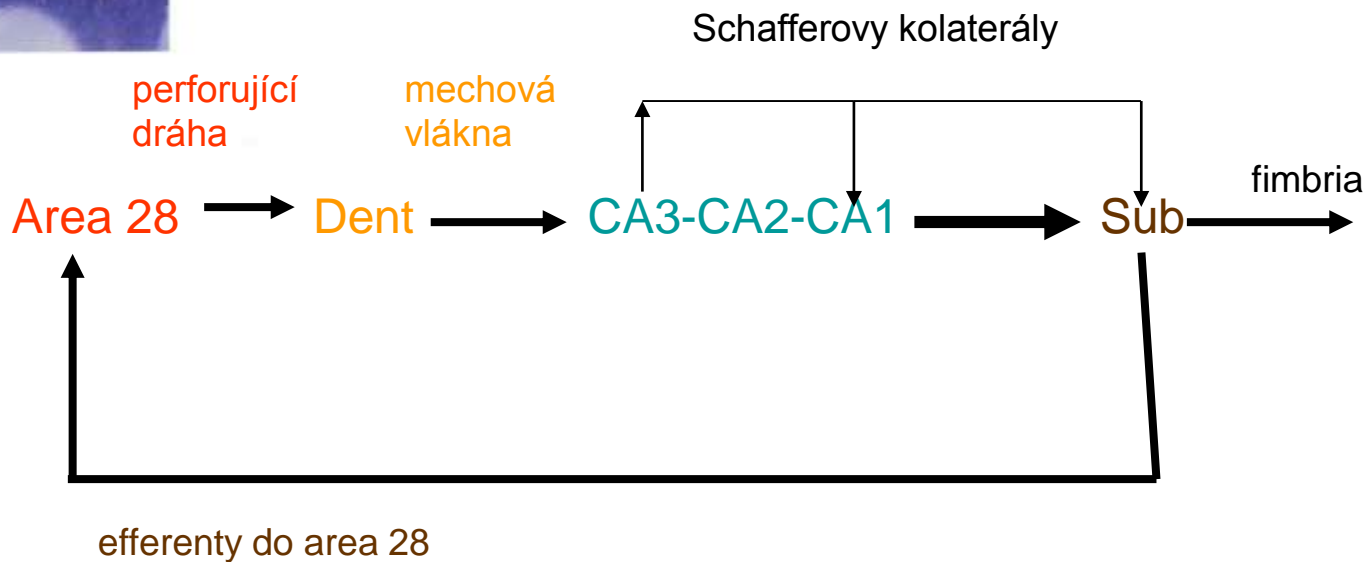 Schafferovy kolaterály
perforující
dráha
mechová
vlákna
fimbria
Area 28
Dent
CA3-CA2-CA1
Sub
efferenty do area 28